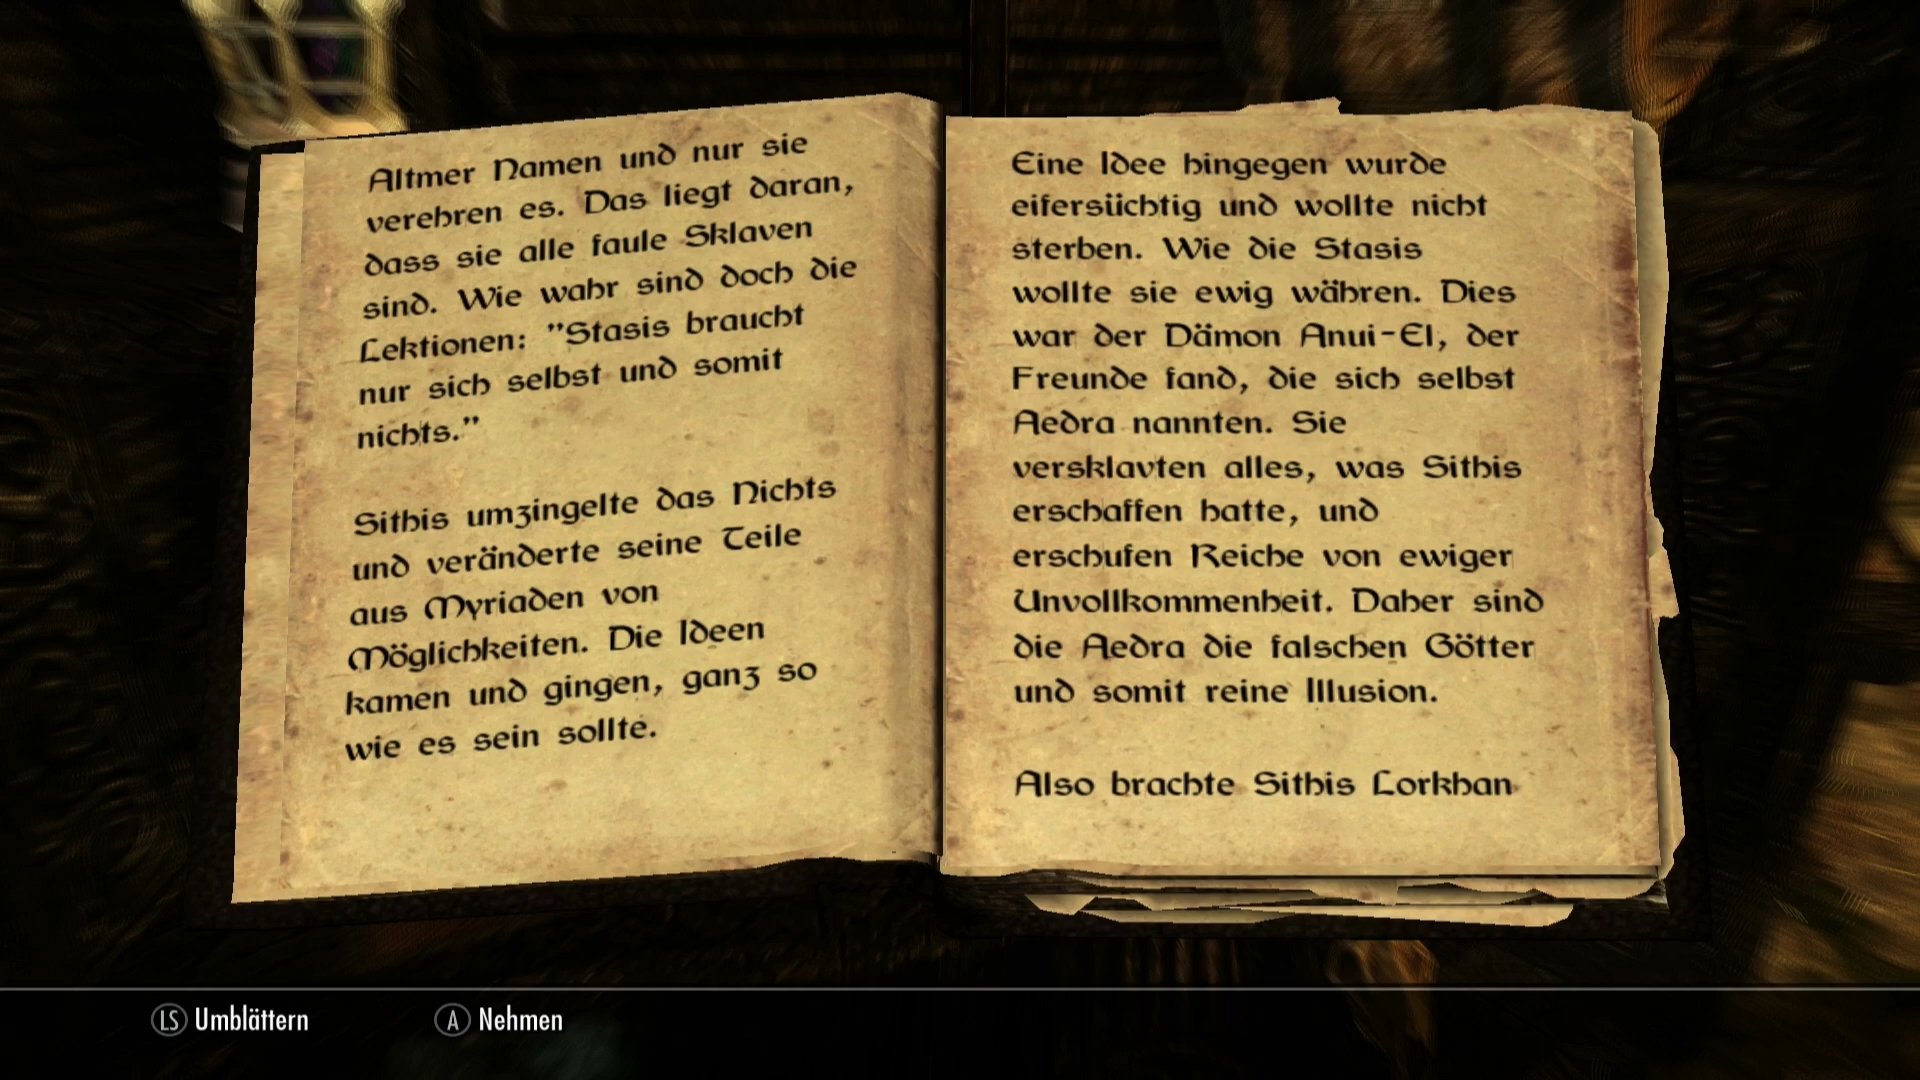 Altmer Namen und nur sie
verehren es. Das liegt daran,
dass sie alle faule Sklaven
sind. Wie wahr sind doch die
Lektionen: "Stasis braucht
nur sich selbst und somit
nichts."
Sithis umzingelte das Nichts
und veränderte seine Teile
aus Myriaden von
Möglichkeiten. Die Ideen
kamen und gingen, ganz so
wie es sein sollte.
Eine Idee hingegen wurde
eifersüchtig und wollte nicht
sterben. Wie die Stasis
wollte sie ewig währen. Dies
war der Dämon Anui-El, der
Freunde fand, die sich selbst
Aedra nannten. Sie
versklavten alles, was Sithis
erschaffen hatte, und
erschufen Reiche von ewiger
Unvollkommenheit. Daher sind
die Aedra die falschen Götter
und somit reine Illusion.
Also brachte Sithis Lorkhan
LS Umblättern A Nehmen